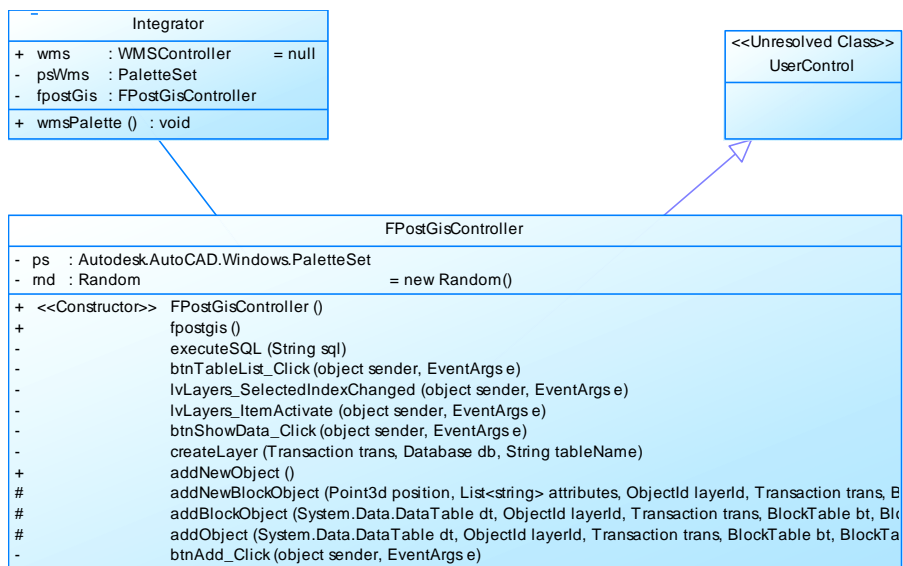 Integrator
+ wms : WMSController = null
- psWms : PaletteSet
- fpostGis : FPostGisController
+ wmsPalette () : void
<<Unresolved Class>>
UserControl
FPostGisController
- ps : Autodesk.AutoCAD.Windows.PaletteSet
- rnd : Random = new Random()
+ <<Constructor>> FPostGisController ()
+ fpostgis ()
- executeSQL (String sql)
- btnTableList_Click (object sender, EventArgs e)
- lvLayers_SelectedIndexChanged (object sender, EventArgs e)
- lvLayers_ItemActivate (object sender, EventArgs e)
- btnShowData_Click (object sender, EventArgs e)
- createLayer (Transaction trans, Database db, String tableName)
+ addNewObject ()
# addNewBlockObject (Point3d position, List<string> attributes, ObjectId layerId, Transaction trans,
# addBlockObject (System.Data.DataTable dt, ObjectId layerId, Transaction trans, BlockTable bt,
# addObject (System.Data.DataTable dt, ObjectId layerId, Transaction trans, BlockTable bt,
- btnAdd_Click (object sender, EventArgs e)